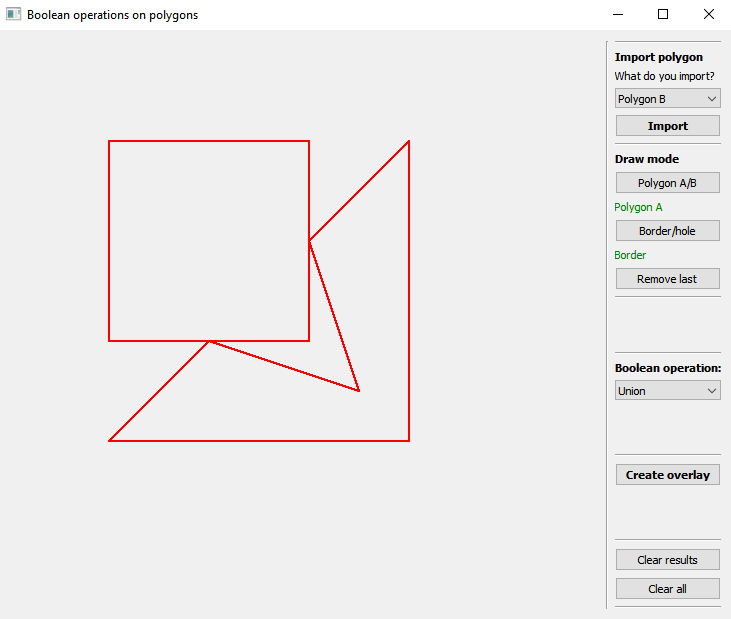 Boolean operations on polygons
Import polygon
What do you import?
Polygon B
Import
Draw mode
Polygon A/B
Polygon A
Border/hole
Border
Remove last
Boolean operation:
Union
Create overlay
Clear results
Clear all